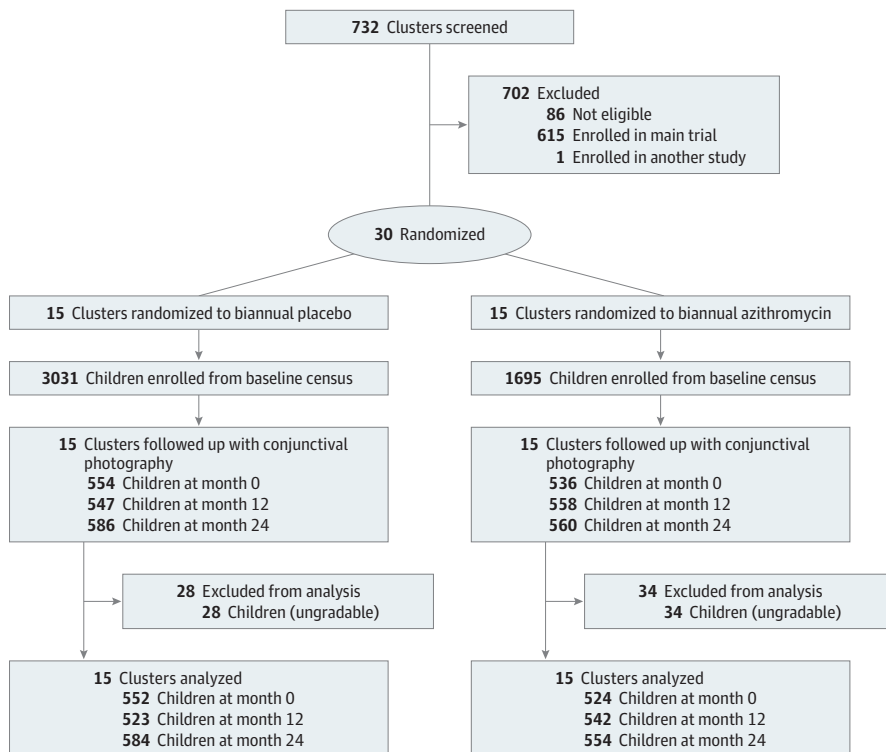 732 Clusters screened
702 Excluded
86 Not eligible
615 Enrolled in main trial
1 Enrolled in another study
30 Randomized
15 Clusters randomized to biannual placebo
3031 Children enrolled from baseline census
15 Clusters followed up with conjunctival
photography
554 Children at month 0
547 Children at month 12
586 Children at month 24
28 Excluded from analysis
28 Children (ungradable)
15 Clusters analyzed
552 Children at month 0
523 Children at month 12
584 Children at month 24
15 Clusters randomized to biannual azithromycin
1695 Children enrolled from baseline census
15 Clusters followed up with conjunctival
photography
536 Children at month 0
558 Children at month 12
560 Children at month 24
34 Excluded from analysis
34 Children (ungradable)
15 Clusters analyzed
524 Children at month 0
542 Children at month 12
554 Children at month 24